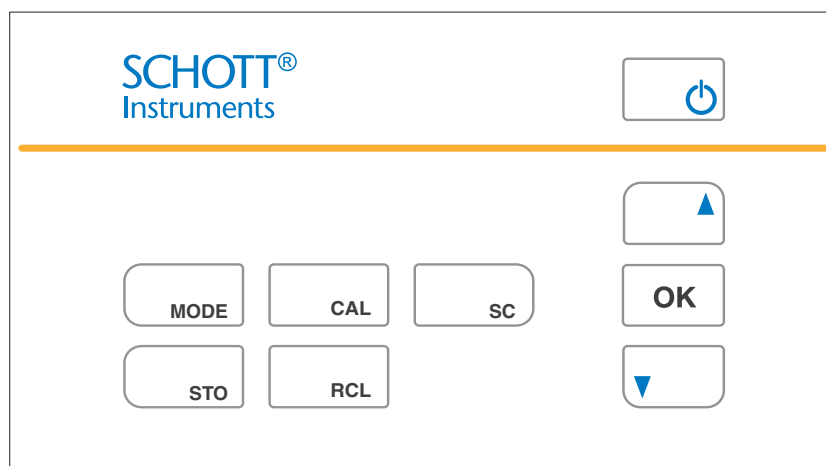 SCHOTT®
Instruments
MODE
CAL
SC
OK
STO
RCL